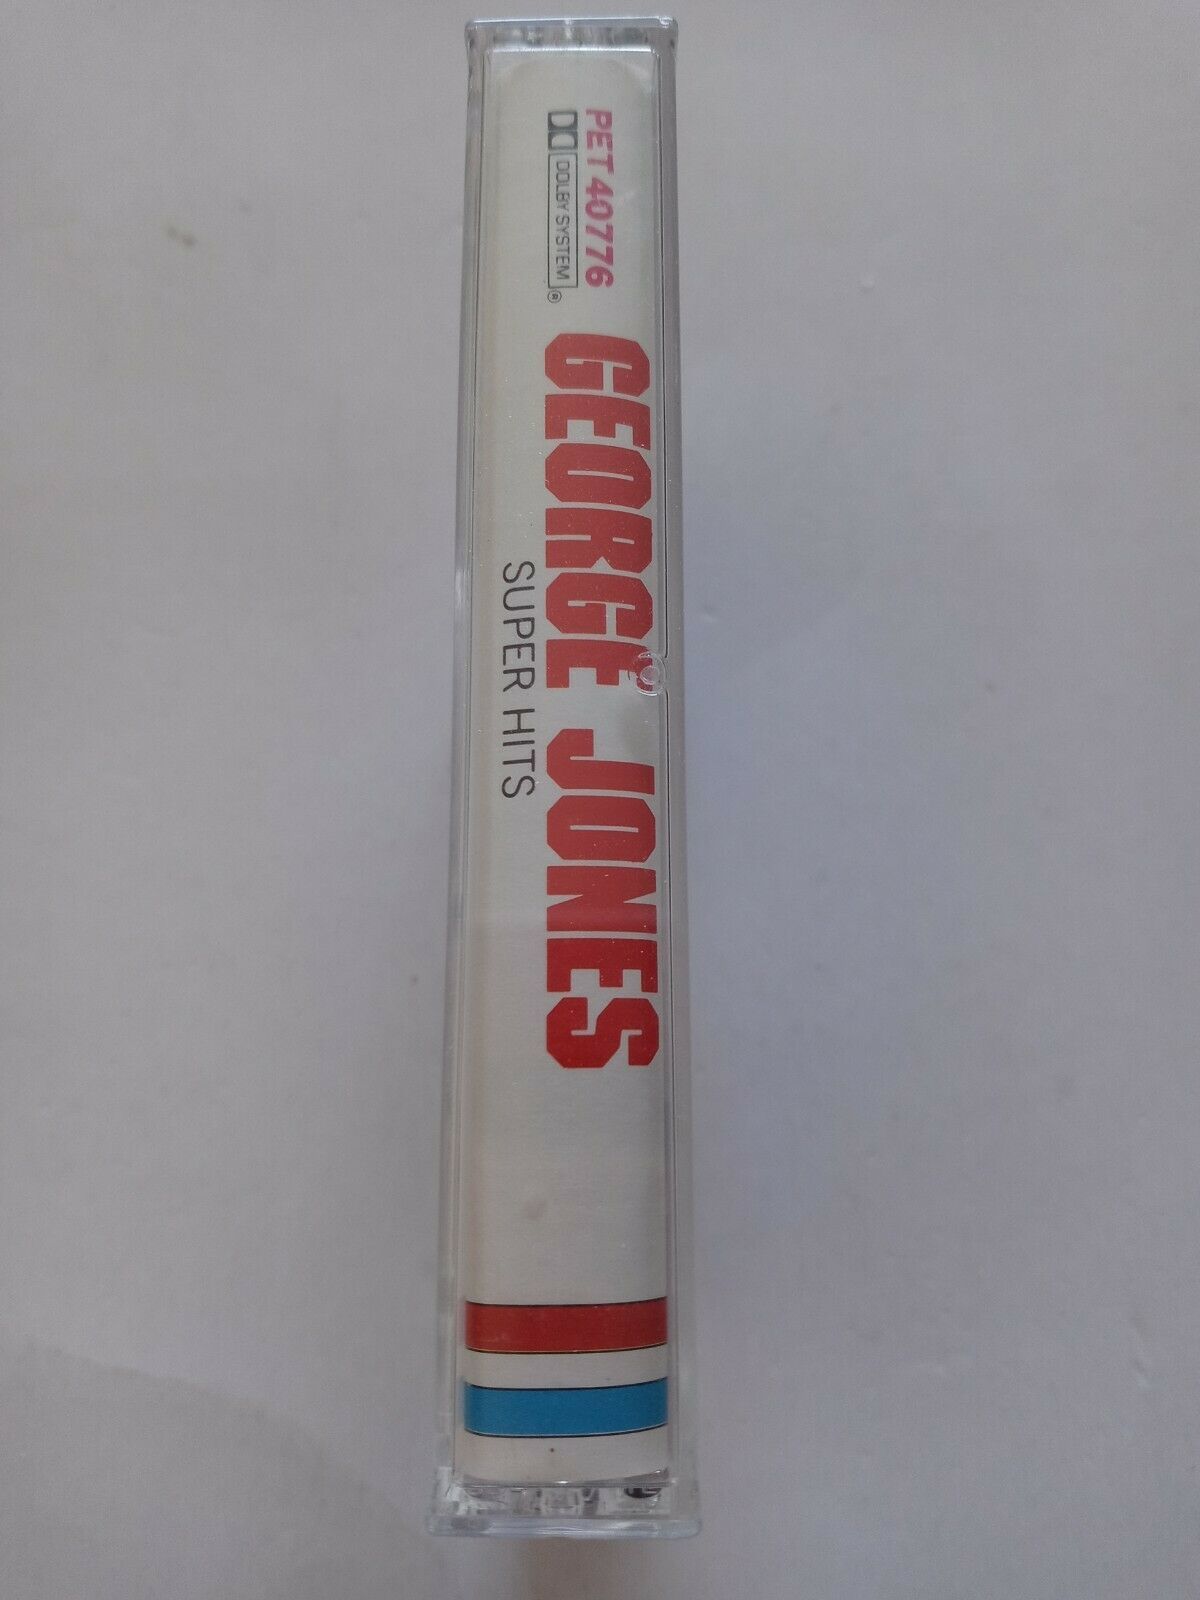 PET 40776
DOLBY SYSTEM®
GEORGE JONES
SUPER HITS